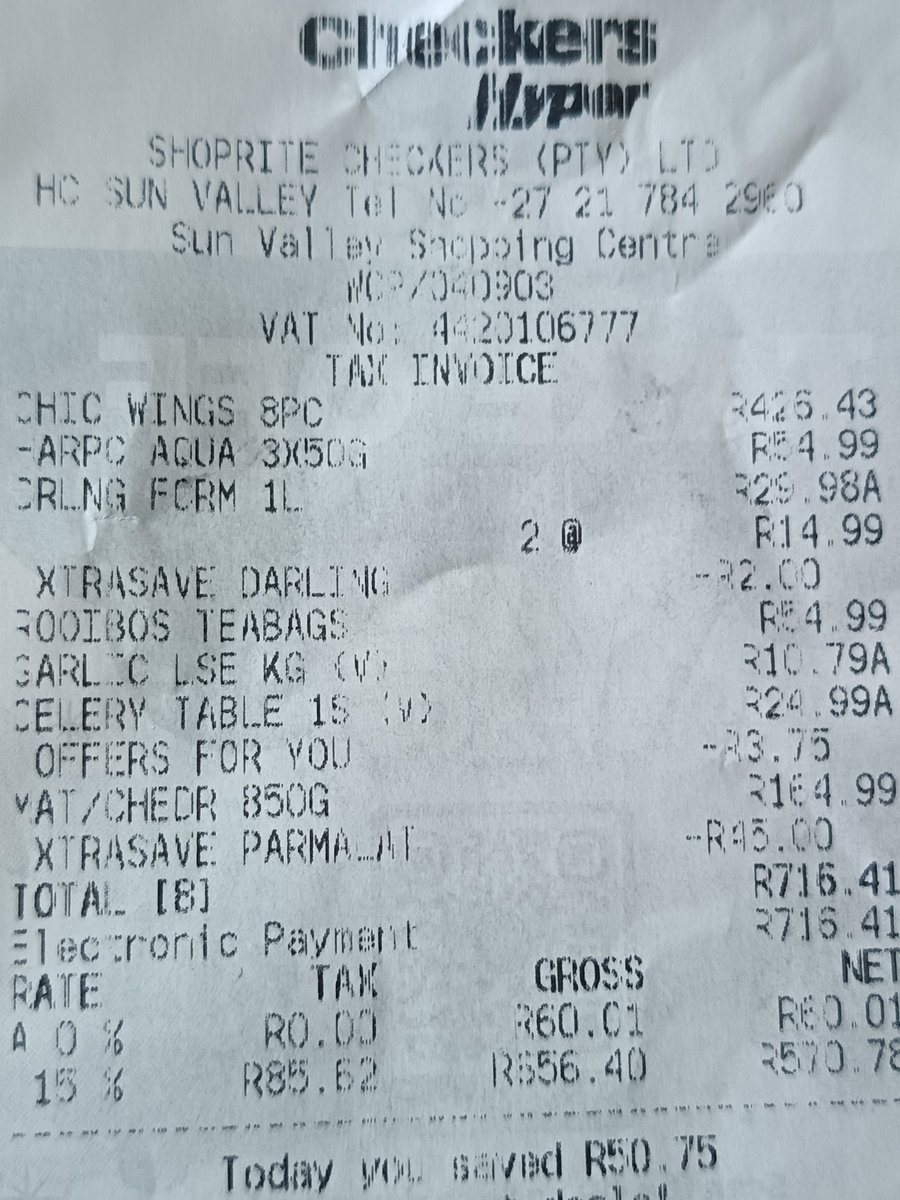 Checkers
Hyper
SHOPRITE CHECKERS (PTY) LTD
HC SUN VALLEY Tel No +27 21 784 2960
Sun Valley Shopping Centre
WCP/040903
VAT No: 4420106777
TAX INVOICE
CHIC WINGS 8PC R426.43
HARPC AQUA 3X50G R54.99
DRLNG FCRM 1L R29.98A
2 @ R14.99
XTRASAVE DARLING -R2.00
ROOIBOS TEABAGS R54.99
GARLIC LSE KG (V) R10.79A
CELERY TABLE 1S (V) R24.99A
OFFERS FOR YOU -R3.75
MAT/CHEDR 850G R164.99
XTRASAVE PARMALAT -R45.00
TOTAL [8] R716.41
Electronic Payment R716.41
RATE TAX GROSS NET
A 0 % R0.00 R60.01 R60.01
15 % R85.62 R656.40 R570.78
Today you saved R50.75